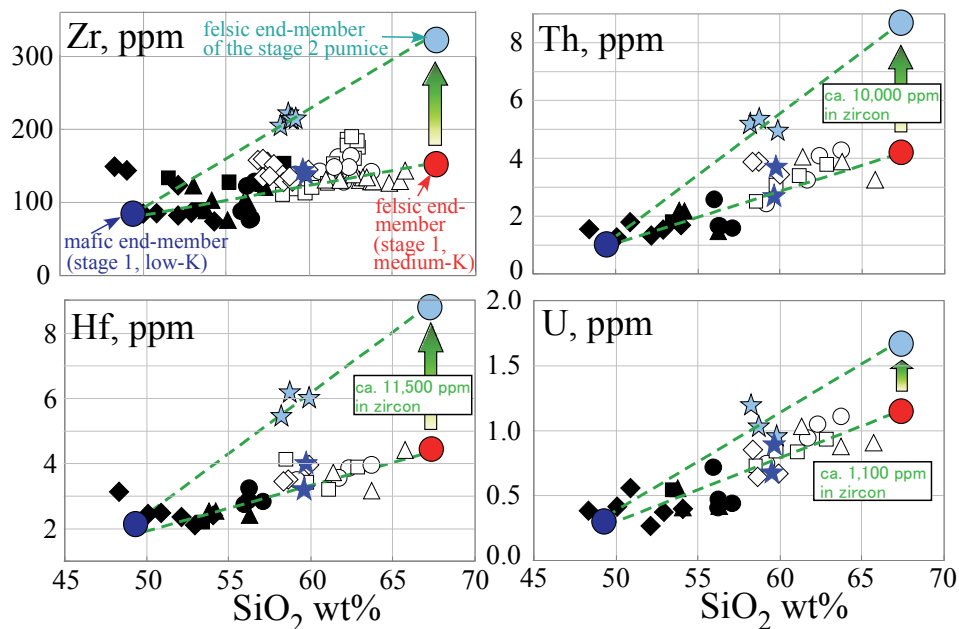 Zr, ppm
felsic end-member
of the stage 2 pumice
300
200
100
0
mafic end-member
(stage 1, low-K)
felsic end-
member
(stage 1,
medium-K)
Th, ppm
8
6
4
2
0
ca. 10,000 ppm
in zircon
Hf, ppm
8
6
4
2
ca. 11,500 ppm
in zircon
45
50
55
60
65
70
SiO2 wt%
U, ppm
2.0
1.5
1.0
0.5
0.0
ca. 1,100 ppm
in zircon
45
50
55
60
65
70
SiO2 wt%